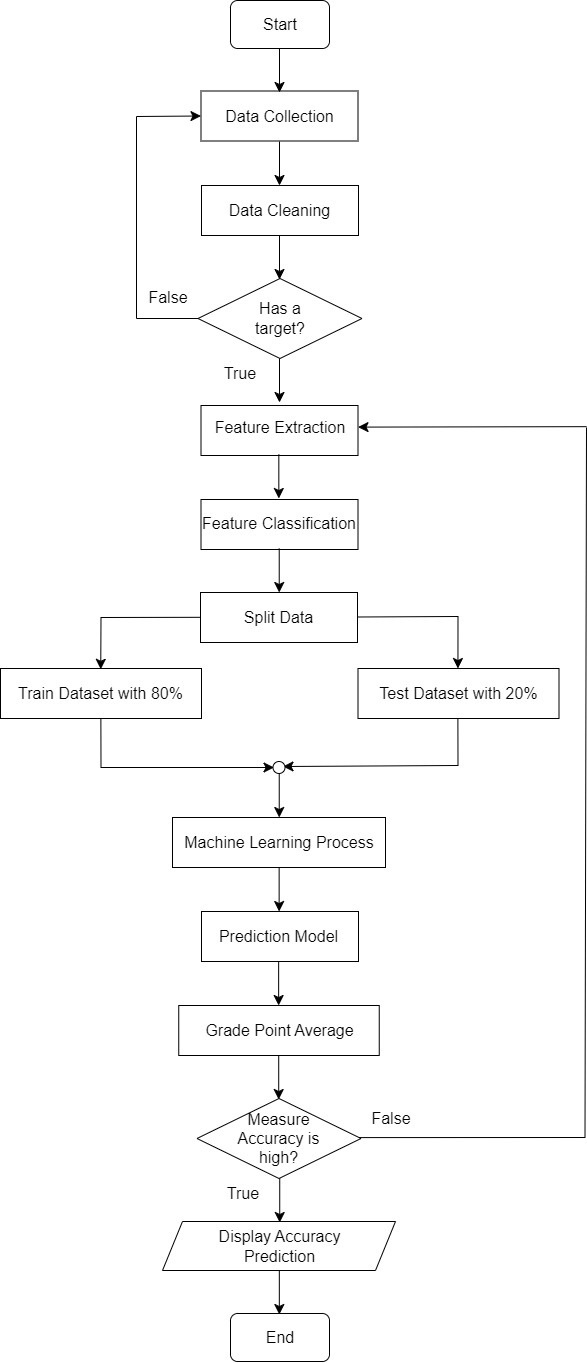 Start
Data Collection
Data Cleaning
False
Has a
target?
True
Feature Extraction
Feature Classification
Split Data
Train Dataset with 80%
Test Dataset with 20%
Machine Learning Process
Prediction Model
Grade Point Average
Measure
Accuracy is
high?
False
True
Display Accuracy
Prediction
End